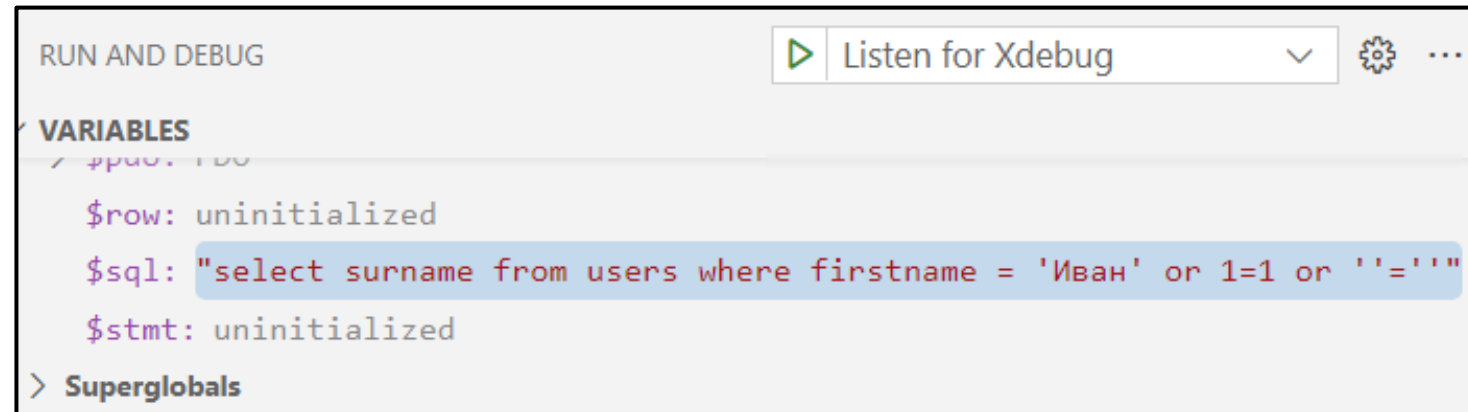 RUN AND DEBUG
Listen for Xdebug
VARIABLES
$row: uninitialized
$sql: "select surname from users where firstname = 'Иван' or 1=1 or ''=''"
$stmt: uninitialized
Superglobals